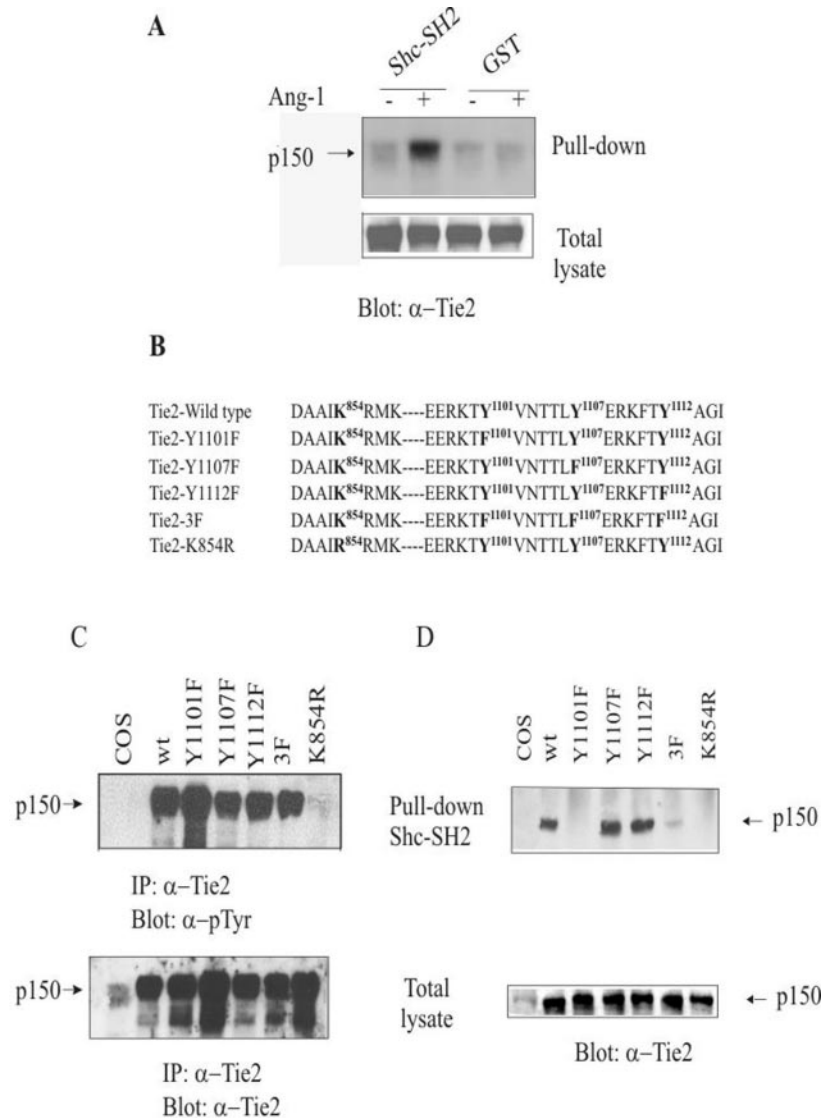 A
Shc-SH2 GST
Ang-1 - + - +
p150 → Pull-down
Total
lysate
Blot: α–Tie2
B
Tie2-Wild type DAAIK⁸⁵⁴RMK----EERKTY¹¹⁰¹VNTTLY¹¹⁰⁷ERKFTY¹¹¹²AGI
Tie2-Y1101F DAAIK⁸⁵⁴RMK----EERKTF¹¹⁰¹VNTTLY¹¹⁰⁷ERKFTY¹¹¹²AGI
Tie2-Y1107F DAAIK⁸⁵⁴RMK----EERKTY¹¹⁰¹VNTTLF¹¹⁰⁷ERKFTY¹¹¹²AGI
Tie2-Y1112F DAAIK⁸⁵⁴RMK----EERKTY¹¹⁰¹VNTTLY¹¹⁰⁷ERKFTF¹¹¹²AGI
Tie2-3F DAAIK⁸⁵⁴RMK----EERKTF¹¹⁰¹VNTTLF¹¹⁰⁷ERKFTF¹¹¹²AGI
Tie2-K854R DAAIR⁸⁵⁴RMK----EERKTY¹¹⁰¹VNTTLY¹¹⁰⁷ERKFTY¹¹¹²AGI
C
COS wt Y1101F Y1107F Y1112F 3F K854R
p150→
IP: α–Tie2
Blot: α–pTyr
p150→
IP: α–Tie2
Blot: α–Tie2
D
COS wt Y1101F Y1107F Y1112F 3F K854R
Pull-down
Shc-SH2
← p150
Total
lysate
← p150
Blot: α–Tie2